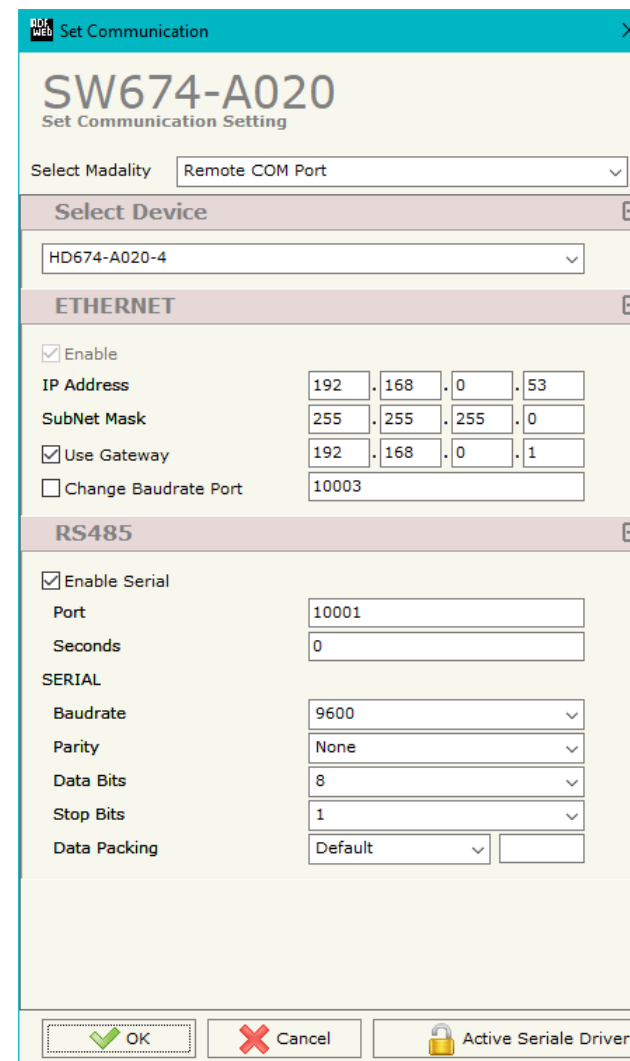 ADF WEB Set Communication
SW674-A020
Set Communication Setting
Select Madality Remote COM Port
Select Device
HD674-A020-4
ETHERNET
Enable
IP Address 192 . 168 . 0 . 53
SubNet Mask 255 . 255 . 255 . 0
Use Gateway 192 . 168 . 0 . 1
Change Baudrate Port 10003
RS485
Enable Serial
Port 10001
Seconds 0
SERIAL
Baudrate 9600
Parity None
Data Bits 8
Stop Bits 1
Data Packing Default
OK Cancel Active Seriale Driver